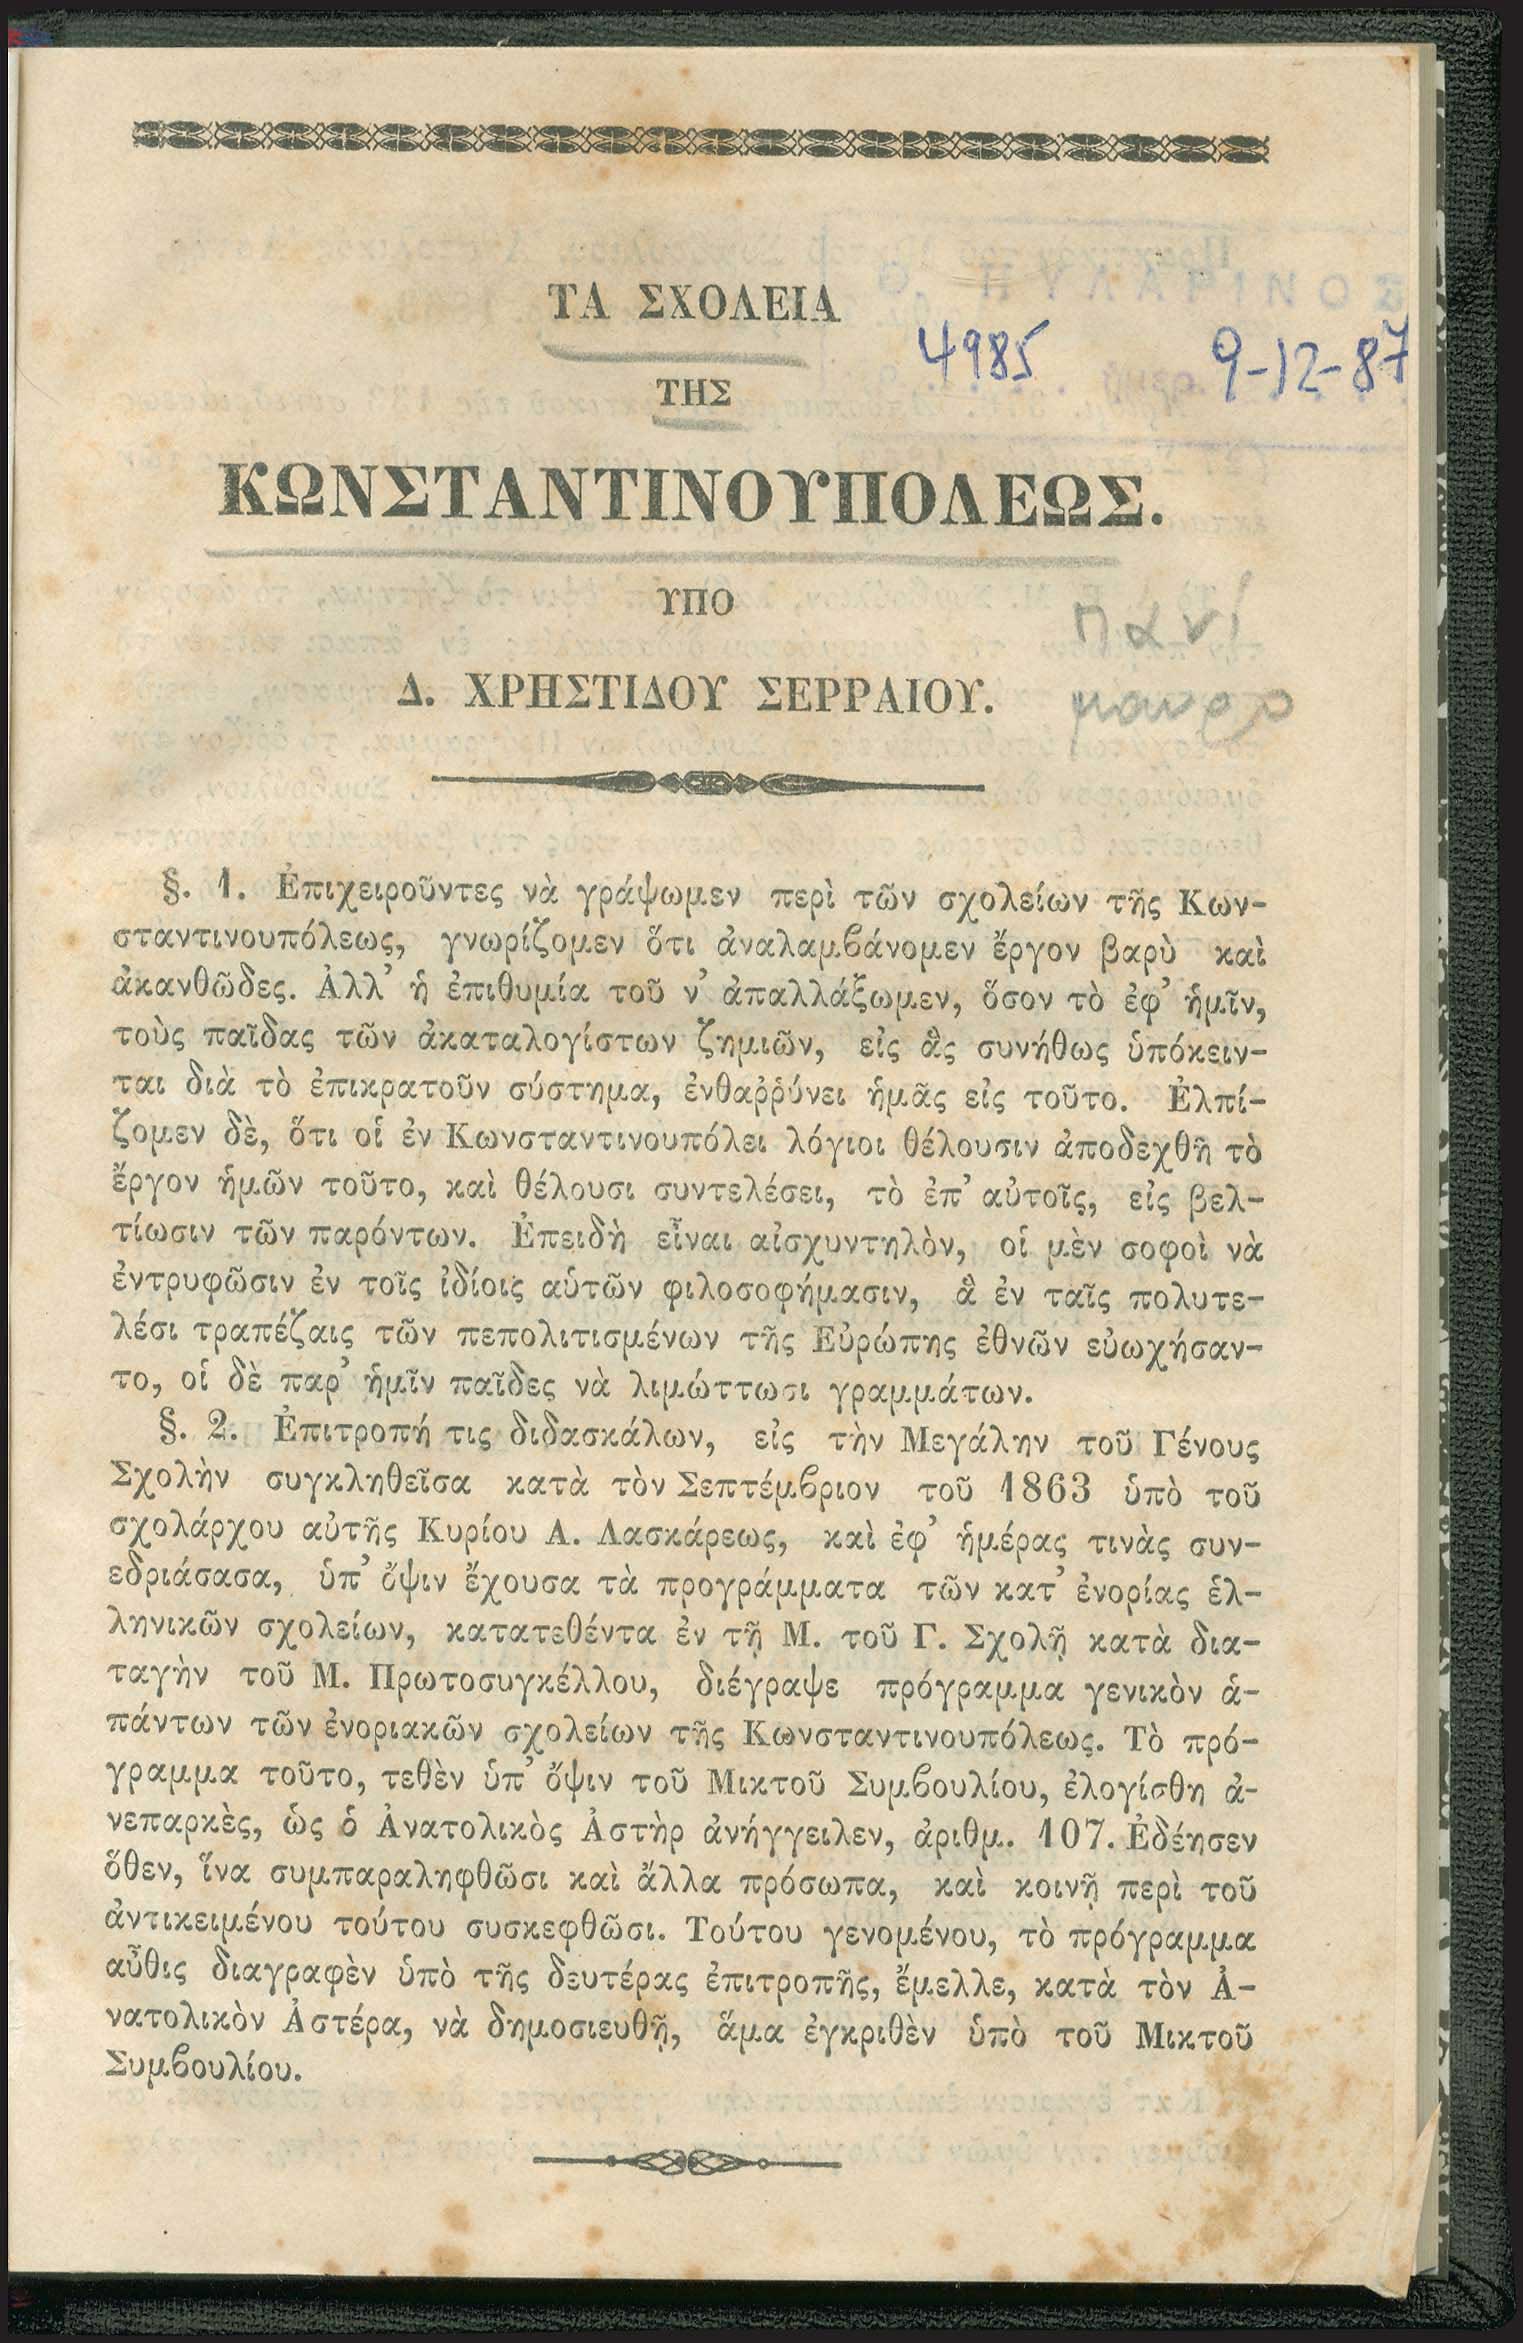 ΤΑ ΣΧΟΛΕΙΑ
4985 9-12-87
ΤΗΣ
ΚΩΝΣΤΑΝΤΙΝΟΥΠΟΛΕΩΣ.
ΥΠΟ
πανί
Δ. ΧΡΗΣΤΙΔΟΥ ΣΕΡΡΑΙΟΥ.
μαυρο
§. 1. Ἐπιχειροῦντες νὰ γράψωμεν περὶ τῶν σχολείων τῆς Κων-
σταντινουπόλεως, γνωρίζομεν ὅτι ἀναλαμβάνομεν ἔργον βαρὺ καὶ
ἀκανθῶδες. Ἀλλ’ ἡ ἐπιθυμία τοῦ ν’ ἀπαλλάξωμεν, ὅσον τὸ ἐφ’ ἡμῖν,
τοὺς παῖδας τῶν ἀκαταλογίστων ζημιῶν, εἰς ἃς συνήθως ὑπόκειν-
ται διὰ τὸ ἐπικρατοῦν σύστημα, ἐνθαῤῥύνει ἡμᾶς εἰς τοῦτο. Ἐλπί-
ζομεν δὲ, ὅτι οἱ ἐν Κωνσταντινουπόλει λόγιοι θέλουσιν ἀποδεχθῆ τὸ
ἔργον ἡμῶν τοῦτο, καὶ θέλουσι συντελέσει, τὸ ἐπ’ αὐτοῖς, εἰς βελ-
τίωσιν τῶν παρόντων. Ἐπειδὴ εἶναι αἰσχυντηλὸν, οἱ μὲν σοφοὶ νὰ
ἐντρυφῶσιν ἐν τοῖς ἰδίοις αὑτῶν φιλοσοφήμασιν, ἃ ἐν ταῖς πολυτε-
λέσι τραπέζαις τῶν πεπολιτισμένων τῆς Εὐρώπης ἐθνῶν εὐωχήσαν-
το, οἱ δὲ παρ’ ἡμῖν παῖδες νὰ λιμώττωσι γραμμάτων.
§. 2. Ἐπιτροπή τις διδασκάλων, εἰς τὴν Μεγάλην τοῦ Γένους
Σχολὴν συγκληθεῖσα κατὰ τὸν Σεπτέμβριον τοῦ 1863 ὑπὸ τοῦ
σχολάρχου αὐτῆς Κυρίου Α. Λασκάρεως, καὶ ἐφ’ ἡμέρας τινὰς συν-
εδριάσασα, ὑπ’ ὄψιν ἔχουσα τὰ προγράμματα τῶν κατ’ ἐνορίας ἑλ-
ληνικῶν σχολείων, κατατεθέντα ἐν τῇ Μ. τοῦ Γ. Σχολῇ κατὰ δια-
ταγὴν τοῦ Μ. Πρωτοσυγκέλλου, διέγραψε πρόγραμμα γενικὸν ἁ-
πάντων τῶν ἐνοριακῶν σχολείων τῆς Κωνσταντινουπόλεως. Τὸ πρό-
γραμμα τοῦτο, τεθὲν ὑπ’ ὄψιν τοῦ Μικτοῦ Συμβουλίου, ἐλογίσθη ἀ-
νεπαρκὲς, ὡς ὁ Ἀνατολικὸς Ἀστὴρ ἀνήγγειλεν, ἀριθμ. 107. Ἐδέησεν
ὅθεν, ἵνα συμπαραληφθῶσι καὶ ἄλλα πρόσωπα, καὶ κοινῇ περὶ τοῦ
ἀντικειμένου τούτου συσκεφθῶσι. Τούτου γενομένου, τὸ πρόγραμμα
αὖθις διαγραφὲν ὑπὸ τῆς δευτέρας ἐπιτροπῆς, ἔμελλε, κατὰ τὸν Ἀ-
νατολικὸν Ἀστέρα, νὰ δημοσιευθῇ, ἅμα ἐγκριθὲν ὑπὸ τοῦ Μικτοῦ
Συμβουλίου.